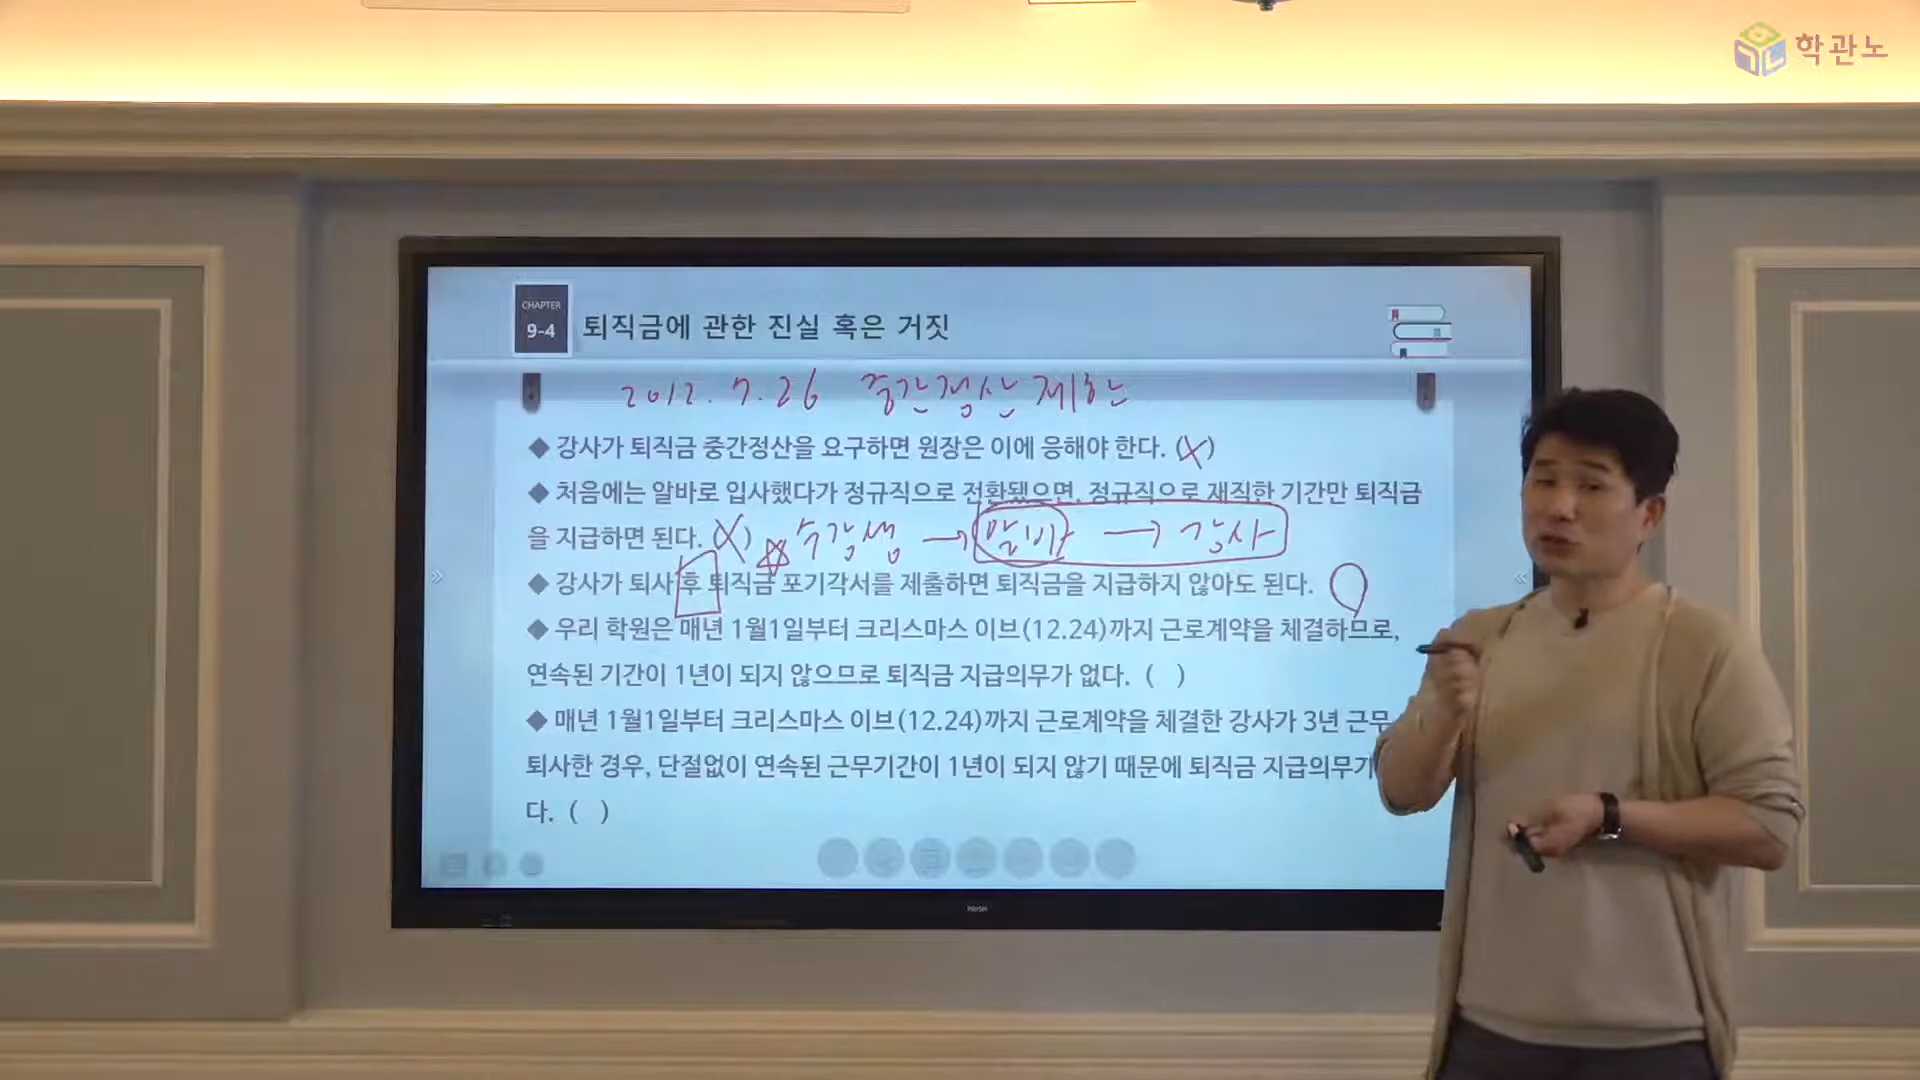 학관노
CHAPTER
9-4
퇴직금에 관한 진실 혹은 거짓
2012. 7. 26 중간정산 제한
◆ 강사가 퇴직금 중간정산을 요구하면 원장은 이에 응해야 한다. (X)
◆ 처음에는 알바로 입사했다가 정규직으로 전환됐으면, 정규직으로 재직한 기간만 퇴직금
을 지급하면 된다. (X) ☆ 수강생 → 알바 → 강사
◆ 강사가 퇴사 후 퇴직금 포기각서를 제출하면 퇴직금을 지급하지 않아도 된다. O
◆ 우리 학원은 매년 1월1일부터 크리스마스 이브(12.24)까지 근로계약을 체결하므로,
연속된 기간이 1년이 되지 않으므로 퇴직금 지급의무가 없다. ( )
◆ 매년 1월1일부터 크리스마스 이브(12.24)까지 근로계약을 체결한 강사가 3년 근무
퇴사한 경우, 단절없이 연속된 근무기간이 1년이 되지 않기 때문에 퇴직금 지급의무가
다. ( )